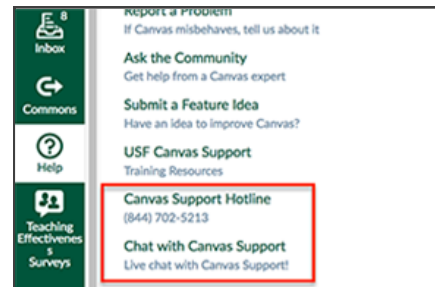 8
Inbox
Commons
Help
Teaching
Effectivenes
s
Surveys
Report a Problem
If Canvas misbehaves, tell us about it
Ask the Community
Get help from a Canvas expert
Submit a Feature Idea
Have an idea to improve Canvas?
USF Canvas Support
Training Resources
Canvas Support Hotline
(844) 702-5213
Chat with Canvas Support
Live chat with Canvas Support!